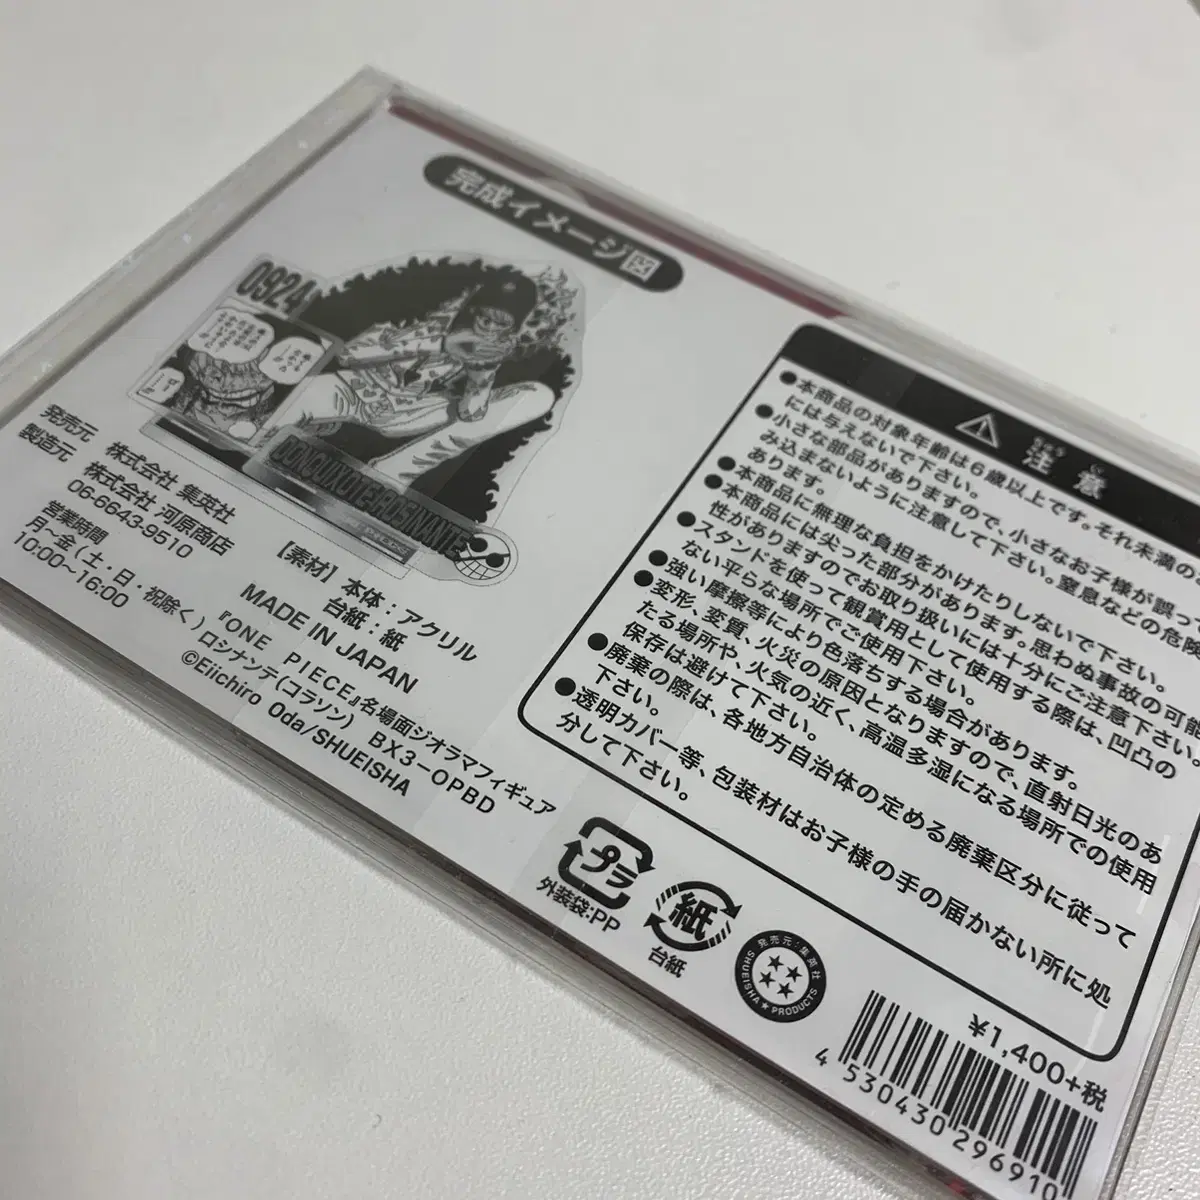 完成イメージ図
0924
DONQUIXOTE ROSINANTE
発売元 株式会社 集英社
製造元 株式会社 河原商店
06-6643-9510
営業時間
月〜金(土・日・祝除く)
10:00〜16:00
【素材】本体:アクリル
台紙:紙
MADE IN JAPAN
『ONE PIECE』名場面ジオラマフィギュア
ロシナンテ(コラソン) BX3-OPBD
©Eiichiro Oda/SHUEISHA
注意
ちゅうい
●本商品の対象年齢は6歳以上です。それ未満の
には与えないで下さい。
●小さな部品がありますので、小さなお子様が誤って
み込まないように注意して下さい。窒息などの危険
あります。
●本商品に無理な負担をかけたりしないで下さい。
●本商品には尖った部分があります。思わぬ事故の可能
性がありますのでお取り扱いには十分にご注意下さい。
●スタンドを使って観賞用として使用する際は、凹凸の
ない平らな場所でご使用下さい。
●強い摩擦等により色落ちする場合があります。
●変形、変質、火災の原因となりますので、直射日光のあ
たる場所や、火気の近く、高温多湿になる場所での使用
保存は避けて下さい。
●廃棄の際は、各地方自治体の定める廃棄区分に従って
下さい。
●透明カバー等、包装材はお子様の手の届かない所に処
分して下さい。
プラ
外装袋:PP
紙
台紙
発売元:集英社
SHUEISHA★PRODUCTS
¥1,400+税
4 530430 296910